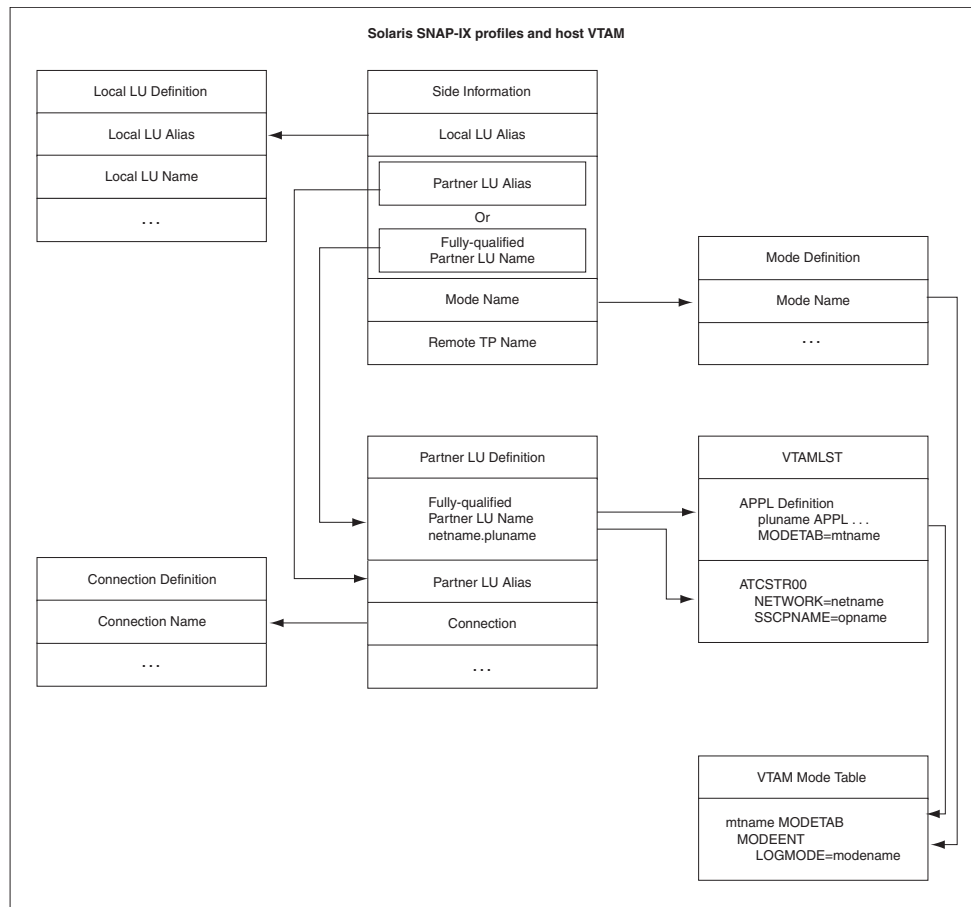 Solaris SNAP-IX profiles and host VTAM
Local LU Definition
Local LU Alias
Local LU Name
...
Side Information
Local LU Alias
Partner LU Alias
Or
Fully-qualified
Partner LU Name
Mode Name
Remote TP Name
Mode Definition
Mode Name
...
Partner LU Definition
Fully-qualified
Partner LU Name
netname.pluname
Partner LU Alias
Connection
...
VTAMLST
APPL Definition
pluname APPL . . .
MODETAB=mtname
ATCSTR00
NETWORK=netname
SSCPNAME=opname
Connection Definition
Connection Name
...
VTAM Mode Table
mtname MODETAB
MODEENT
LOGMODE=modename